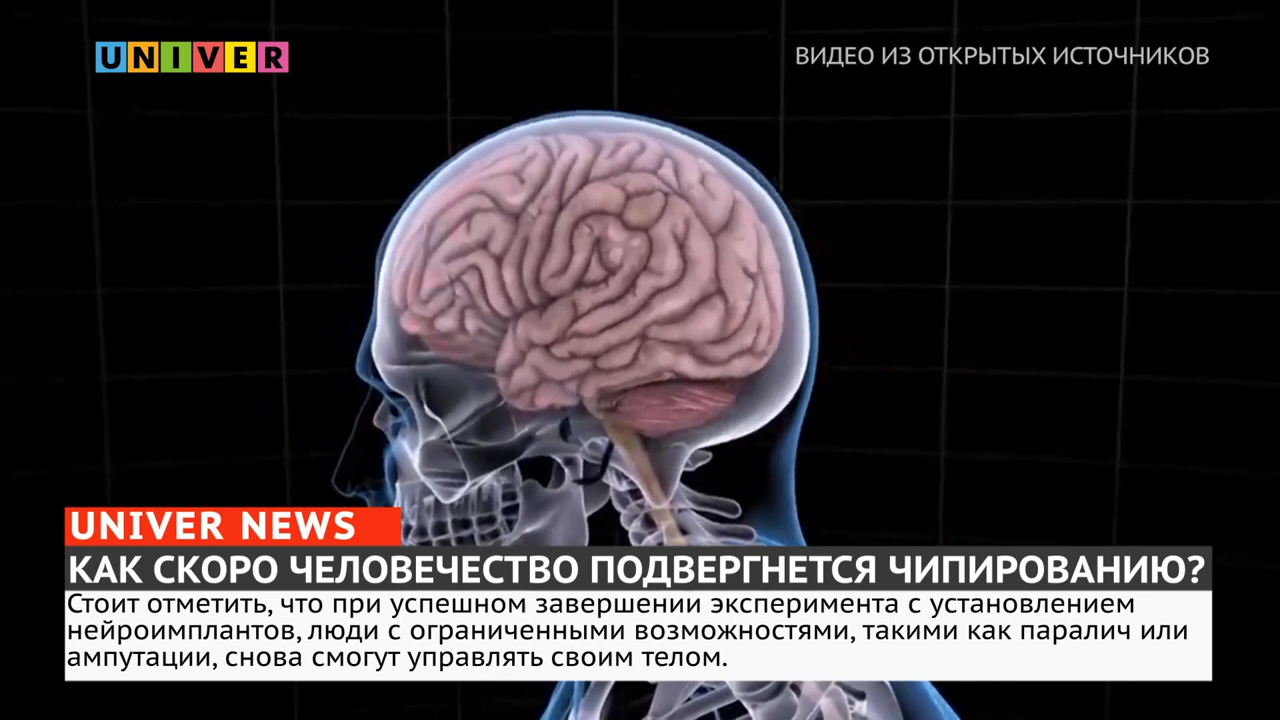 UNIVER
ВИДЕО ИЗ ОТКРЫТЫХ ИСТОЧНИКОВ
UNIVER NEWS
КАК СКОРО ЧЕЛОВЕЧЕСТВО ПОДВЕРГНЕТСЯ ЧИПИРОВАНИЮ?
Стоит отметить, что при успешном завершении эксперимента с установлением
нейроимплантов, люди с ограниченными возможностями, такими как паралич или
ампутации, снова смогут управлять своим телом.